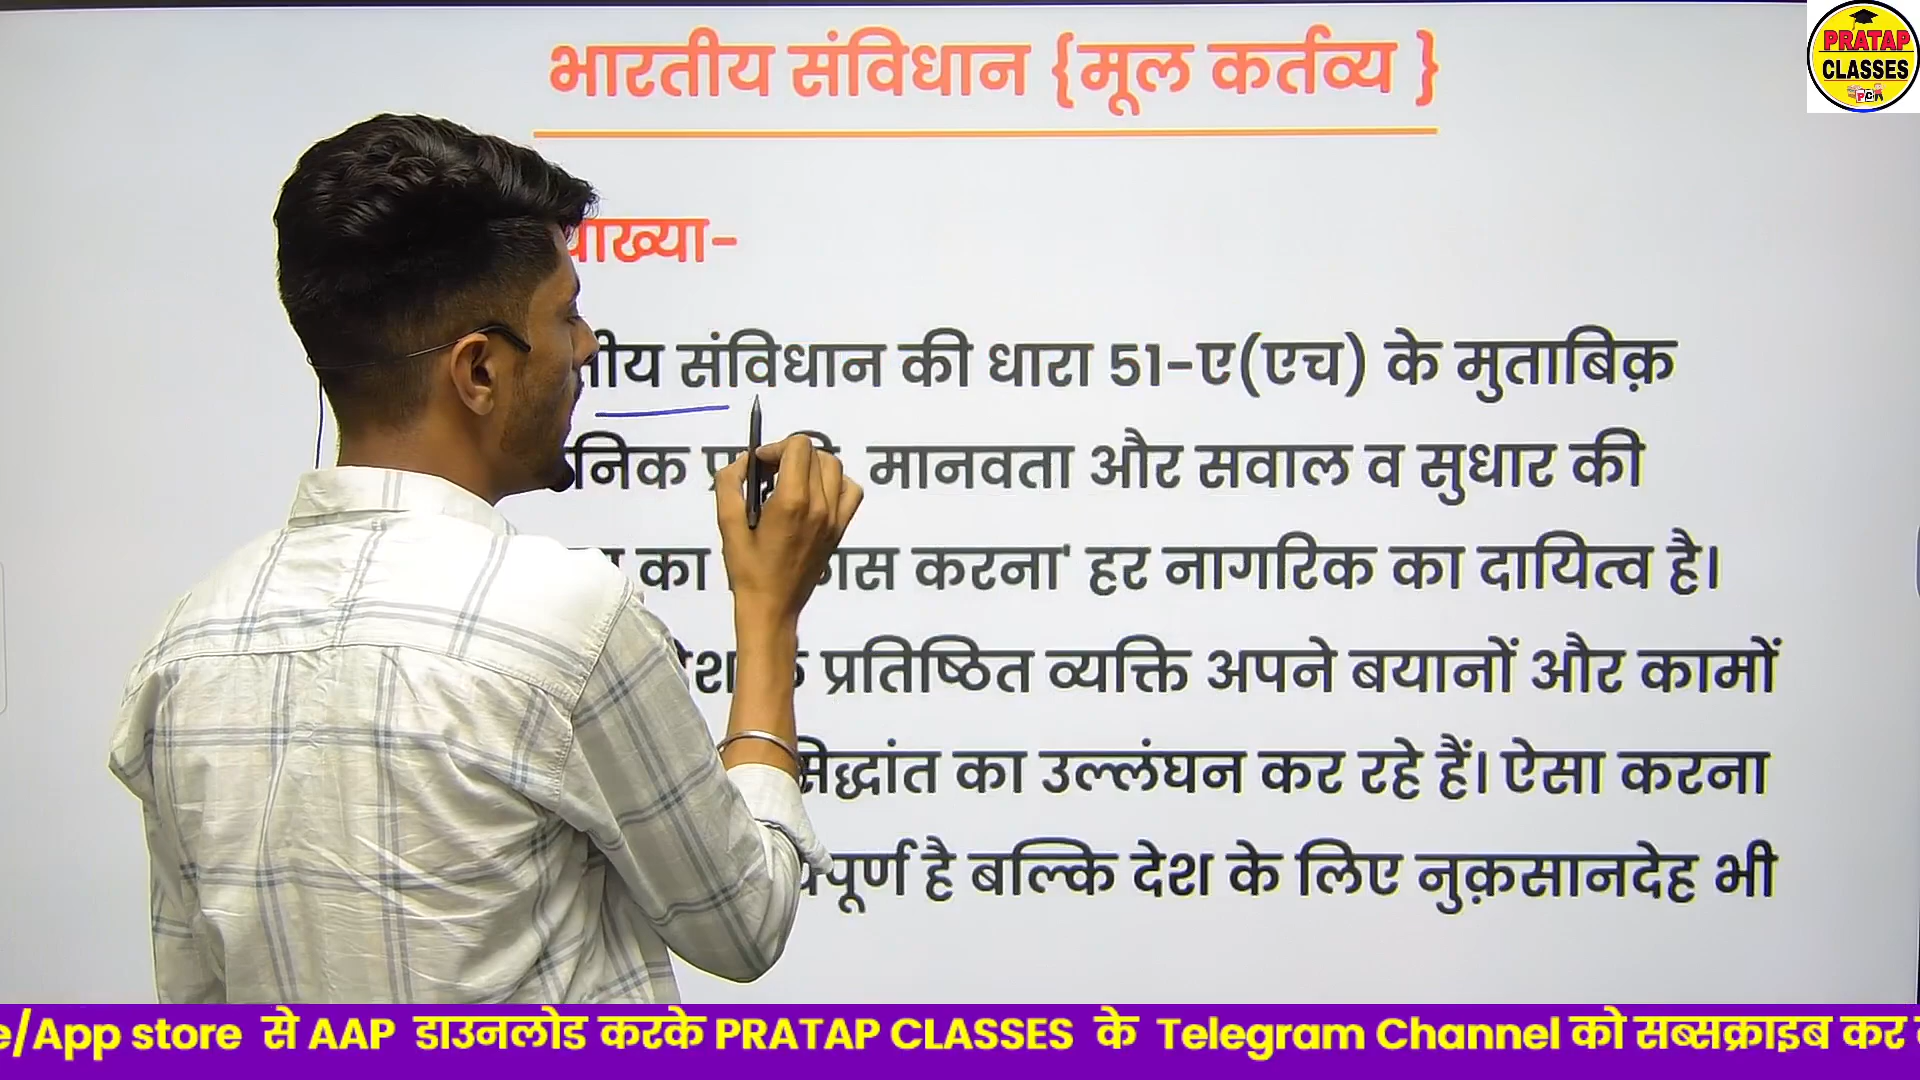 भारतीय संविधान {मूल कर्तव्य }
PRATAP
CLASSES
संविधान की धारा 51-ए(एच) के मुताबिक़
मानवता और सवाल व सुधार की
का करना' हर नागरिक का दायित्व है।
प्रतिष्ठित व्यक्ति अपने बयानों और कामों
सिद्धांत का उल्लंघन कर रहे हैं। ऐसा करना
है बल्कि देश के लिए नुक़सानदेह भी
e/App store से AAP डाउनलोड करके PRATAP CLASSES के Telegram Channel को सब्सक्राइब कर